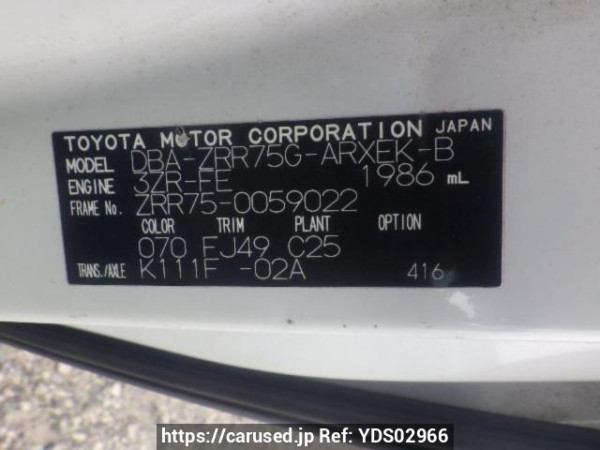 TOYOTA MOTOR CORPORATION JAPAN
MODEL DBA-ZRR75G-ARXEK-B
ENGINE 3ZR-FE 1986 mL
FRAME No. ZRR75-0059022
COLOR TRIM PLANT OPTION
070 FJ49 C25
TRANS./AXLE K111F -02A 416
https://carused.jp Ref: YDS02966